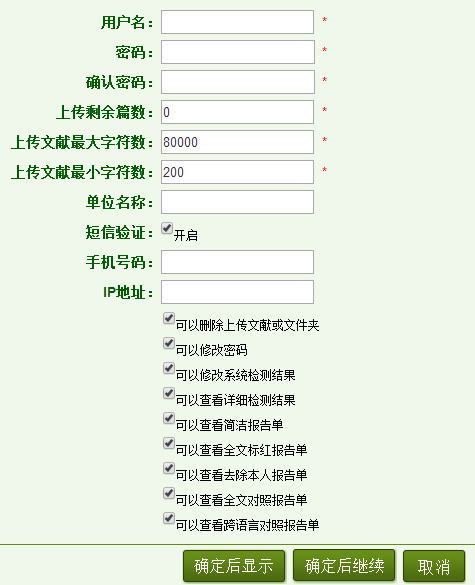 用户名： *
密码： *
确认密码： *
上传剩余篇数： 0 *
上传文献最大字符数： 80000 *
上传文献最小字符数： 200 *
单位名称：
短信验证： 开启
手机号码：
IP地址：
可以删除上传文献或文件夹
可以修改密码
可以修改系统检测结果
可以查看详细检测结果
可以查看简洁报告单
可以查看全文标红报告单
可以查看去除本人报告单
可以查看全文对照报告单
可以查看跨语言对照报告单
确定后显示 确定后继续 取消